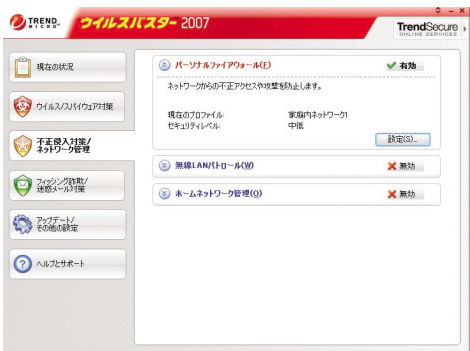 TREND MICRO ウイルスバスター 2007
TrendSecure
ONLINE SERVICES
現在の状況
ウイルス/スパイウェア対策
不正侵入対策/
ネットワーク管理
フィッシング詐欺/
迷惑メール対策
アップデート/
その他の設定
ヘルプとサポート
パーソナルファイアウォール(E)
有効
ネットワークからの不正アクセスや攻撃を防止します。
現在のプロファイル: 家庭内ネットワーク1
セキュリティレベル: 中低
設定(S)...
無線LANパトロール(W)
無効
ホームネットワーク管理(O)
無効